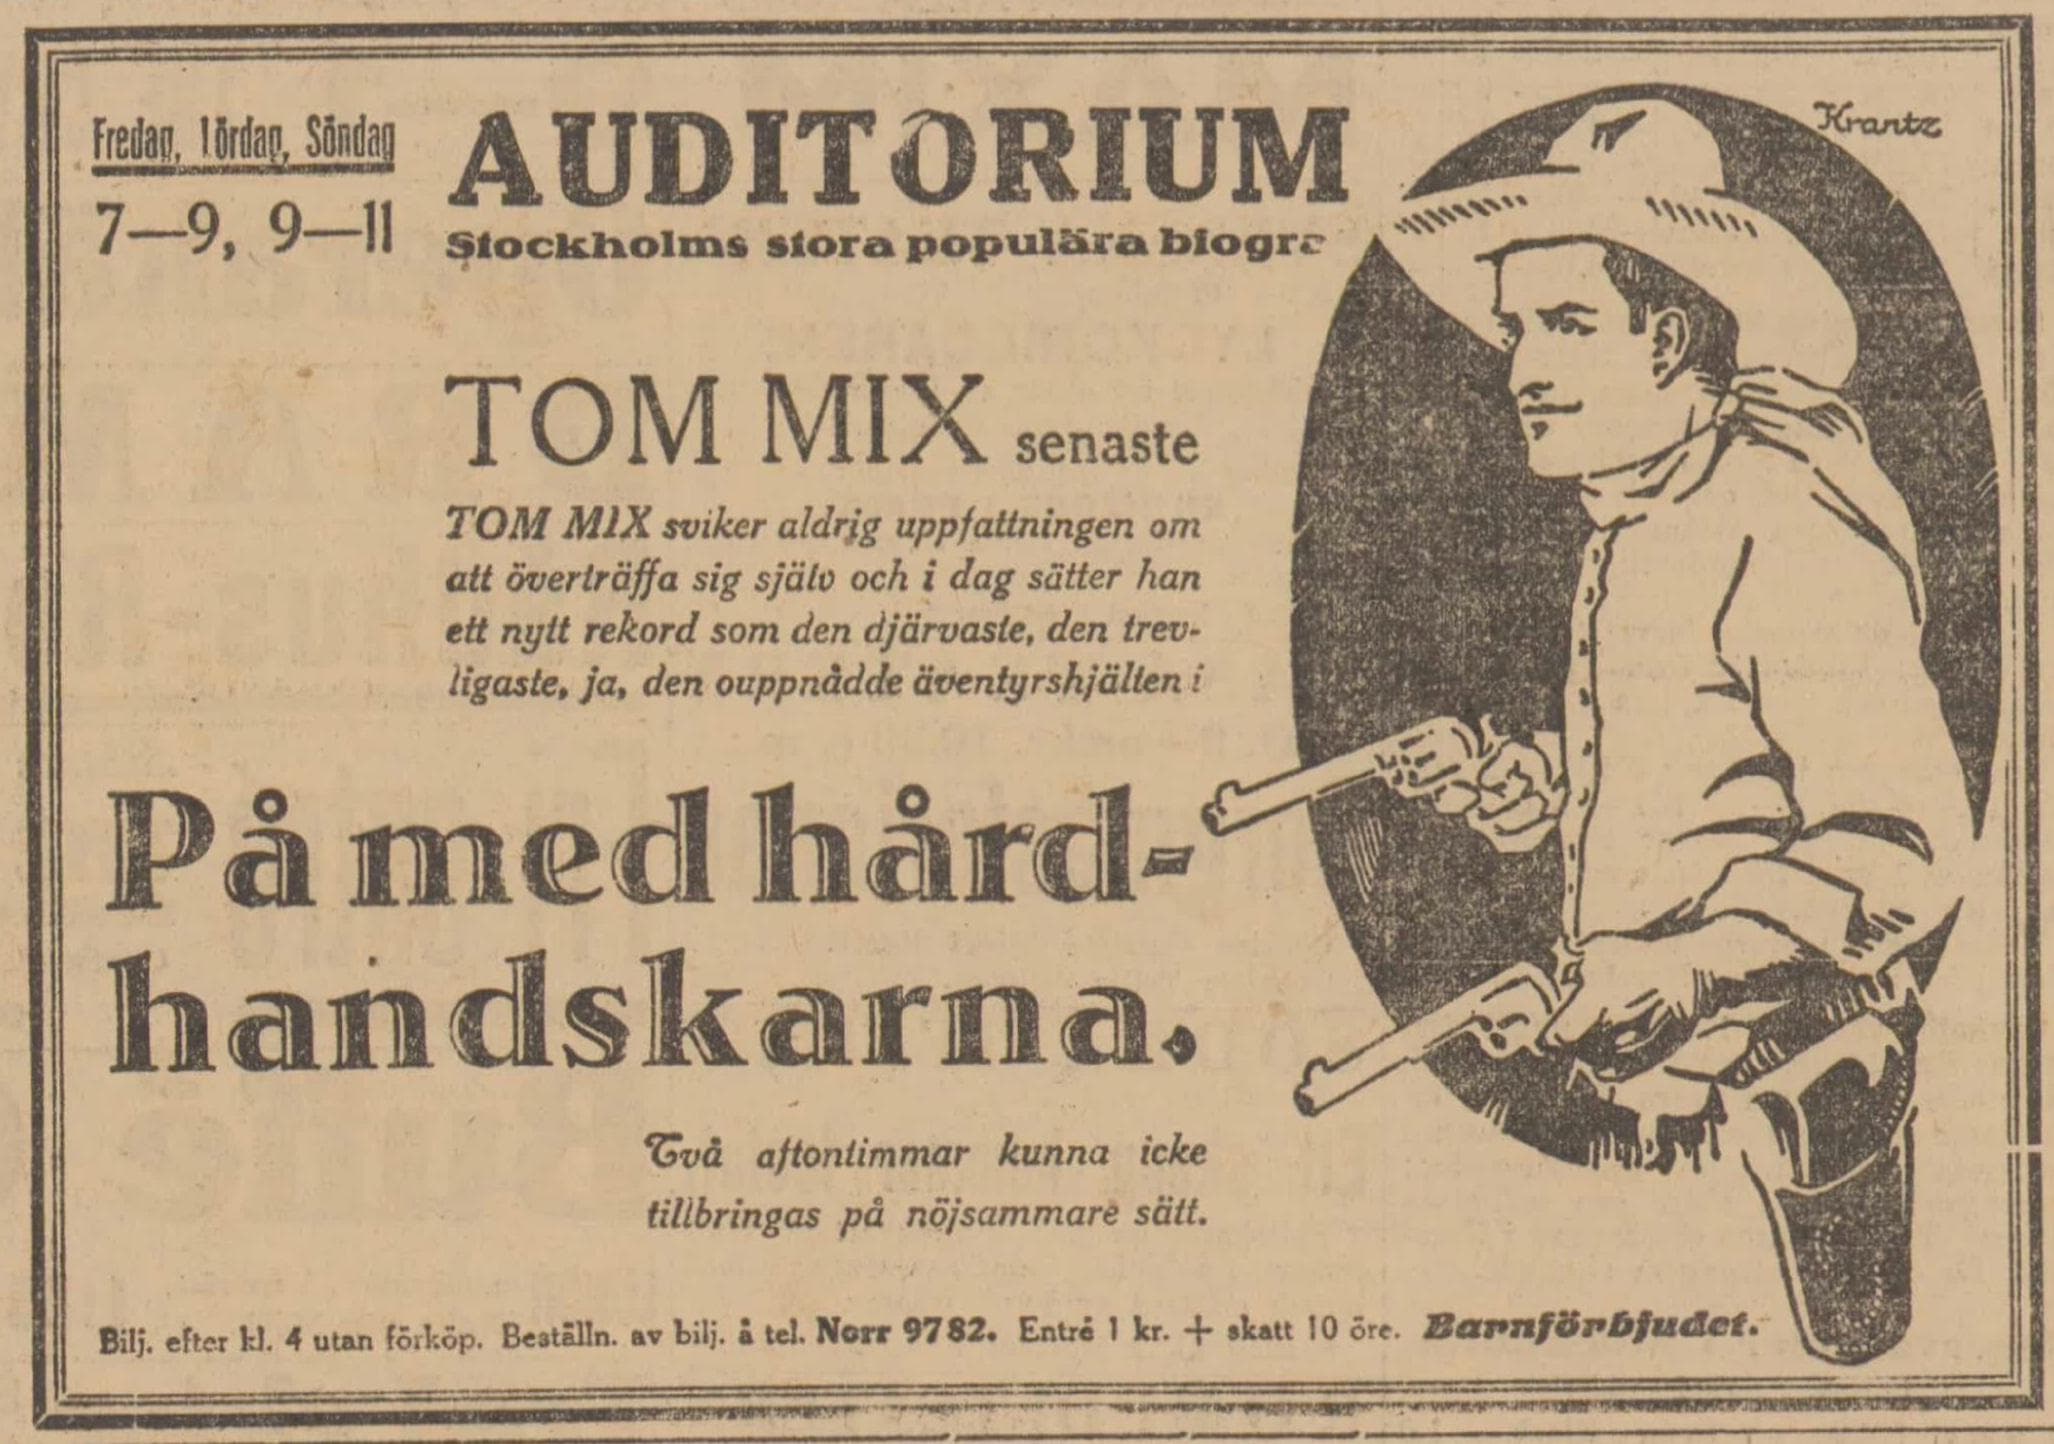 Fredag, Lördag, Söndag
7—9, 9—11
AUDITORIUM
Stockholms stora populära biogra
Krantz
TOM MIX senaste
TOM MIX sviker aldrig uppfattningen om
att överträffa sig själv och i dag sätter han
ett nytt rekord som den djärvaste, den trev-
ligaste, ja, den ouppnådde äventyrshjälten i
På med hård-
handskarna.
Två aftontimmar kunna icke
tillbringas på nöjsammare sätt.
Bilj. efter kl. 4 utan förköp. Beställn. av bilj. å tel. Norr 9782. Entré 1 kr. + skatt 10 öre. Barnförbjudet.